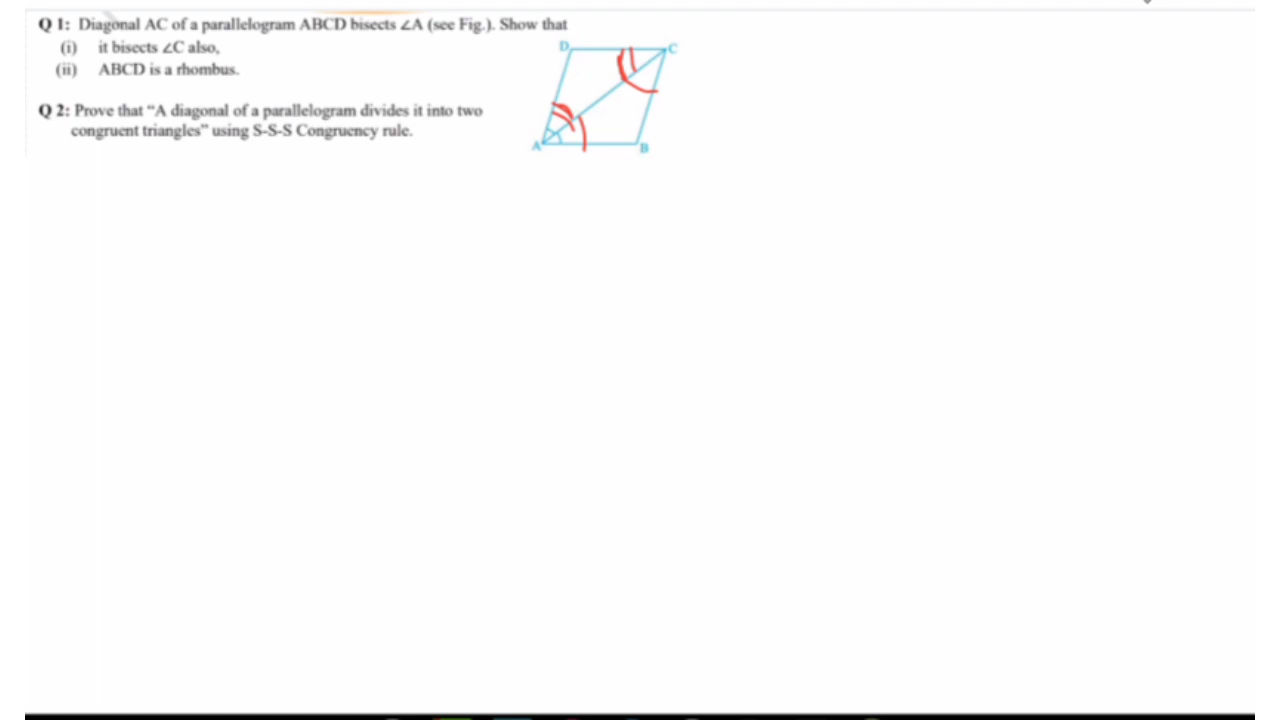 Q 1: Diagonal AC of a parallelogram ABCD bisects ∠A (see Fig.). Show that
(i) it bisects ∠C also,
(ii) ABCD is a rhombus.
D C
Q 2: Prove that “A diagonal of a parallelogram divides it into two
congruent triangles” using S-S-S Congruency rule.
A B